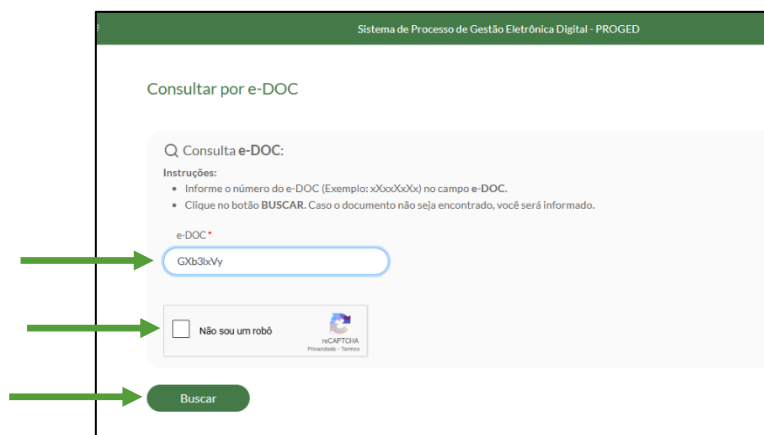 Sistema de Processo de Gestão Eletrônica Digital - PROGED
Consultar por e-DOC
Consulta e-DOC:
Instruções:
Informe o número do e-DOC (Exemplo: xXxxXxXx) no campo e-DOC.
Clique no botão BUSCAR. Caso o documento não seja encontrado, você será informado.
e-DOC*
GXb3lxVy
Não sou um robô
reCAPTCHA
Privacidade - Termos
Buscar